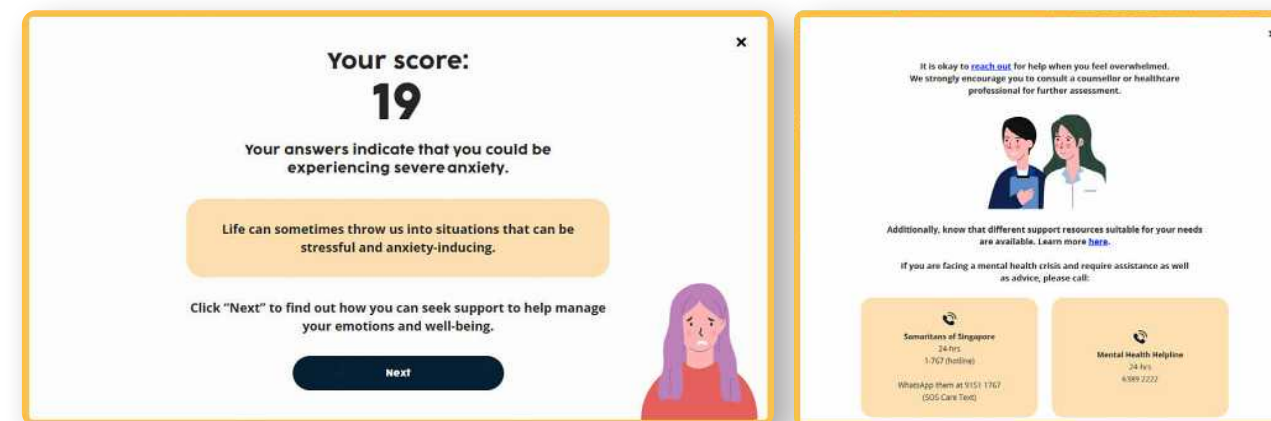 Your score:
19
Your answers indicate that you could be
experiencing severe anxiety.
Life can sometimes throw us into situations that can be
stressful and anxiety-inducing.
Click “Next” to find out how you can seek support to help manage
your emotions and well-being.
Next
It is okay to reach out for help when you feel overwhelmed.
We strongly encourage you to consult a counsellor or healthcare
professional for further assessment.
Additionally, know that different support resources suitable for your needs
are available. Learn more here.
If you are facing a mental health crisis and require assistance as well
as advice, please call:
Samaritans of Singapore
24-hrs
1-767 (hotline)
WhatsApp them at 9151 1767
(SOS Care Text)
Mental Health Helpline
24-hrs
6389 2222